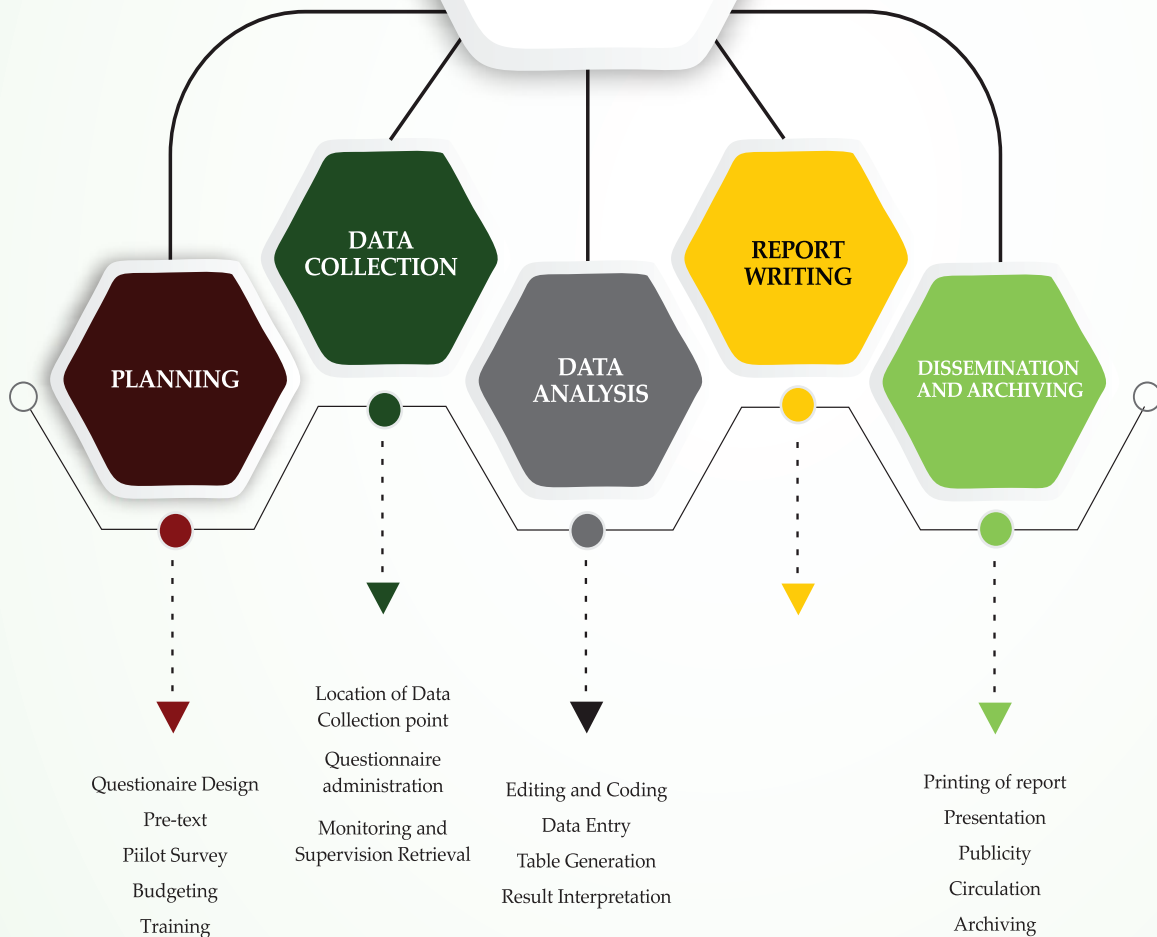 PLANNING
DATA
COLLECTION
DATA
ANALYSIS
REPORT
WRITING
DISSEMINATION
AND ARCHIVING
Questionaire Design
Pre-text
Piilot Survey
Budgeting
Training
Location of Data
Collection point
Questionnaire
administration
Monitoring and
Supervision Retrieval
Editing and Coding
Data Entry
Table Generation
Result Interpretation
Printing of report
Presentation
Publicity
Circulation
Archiving